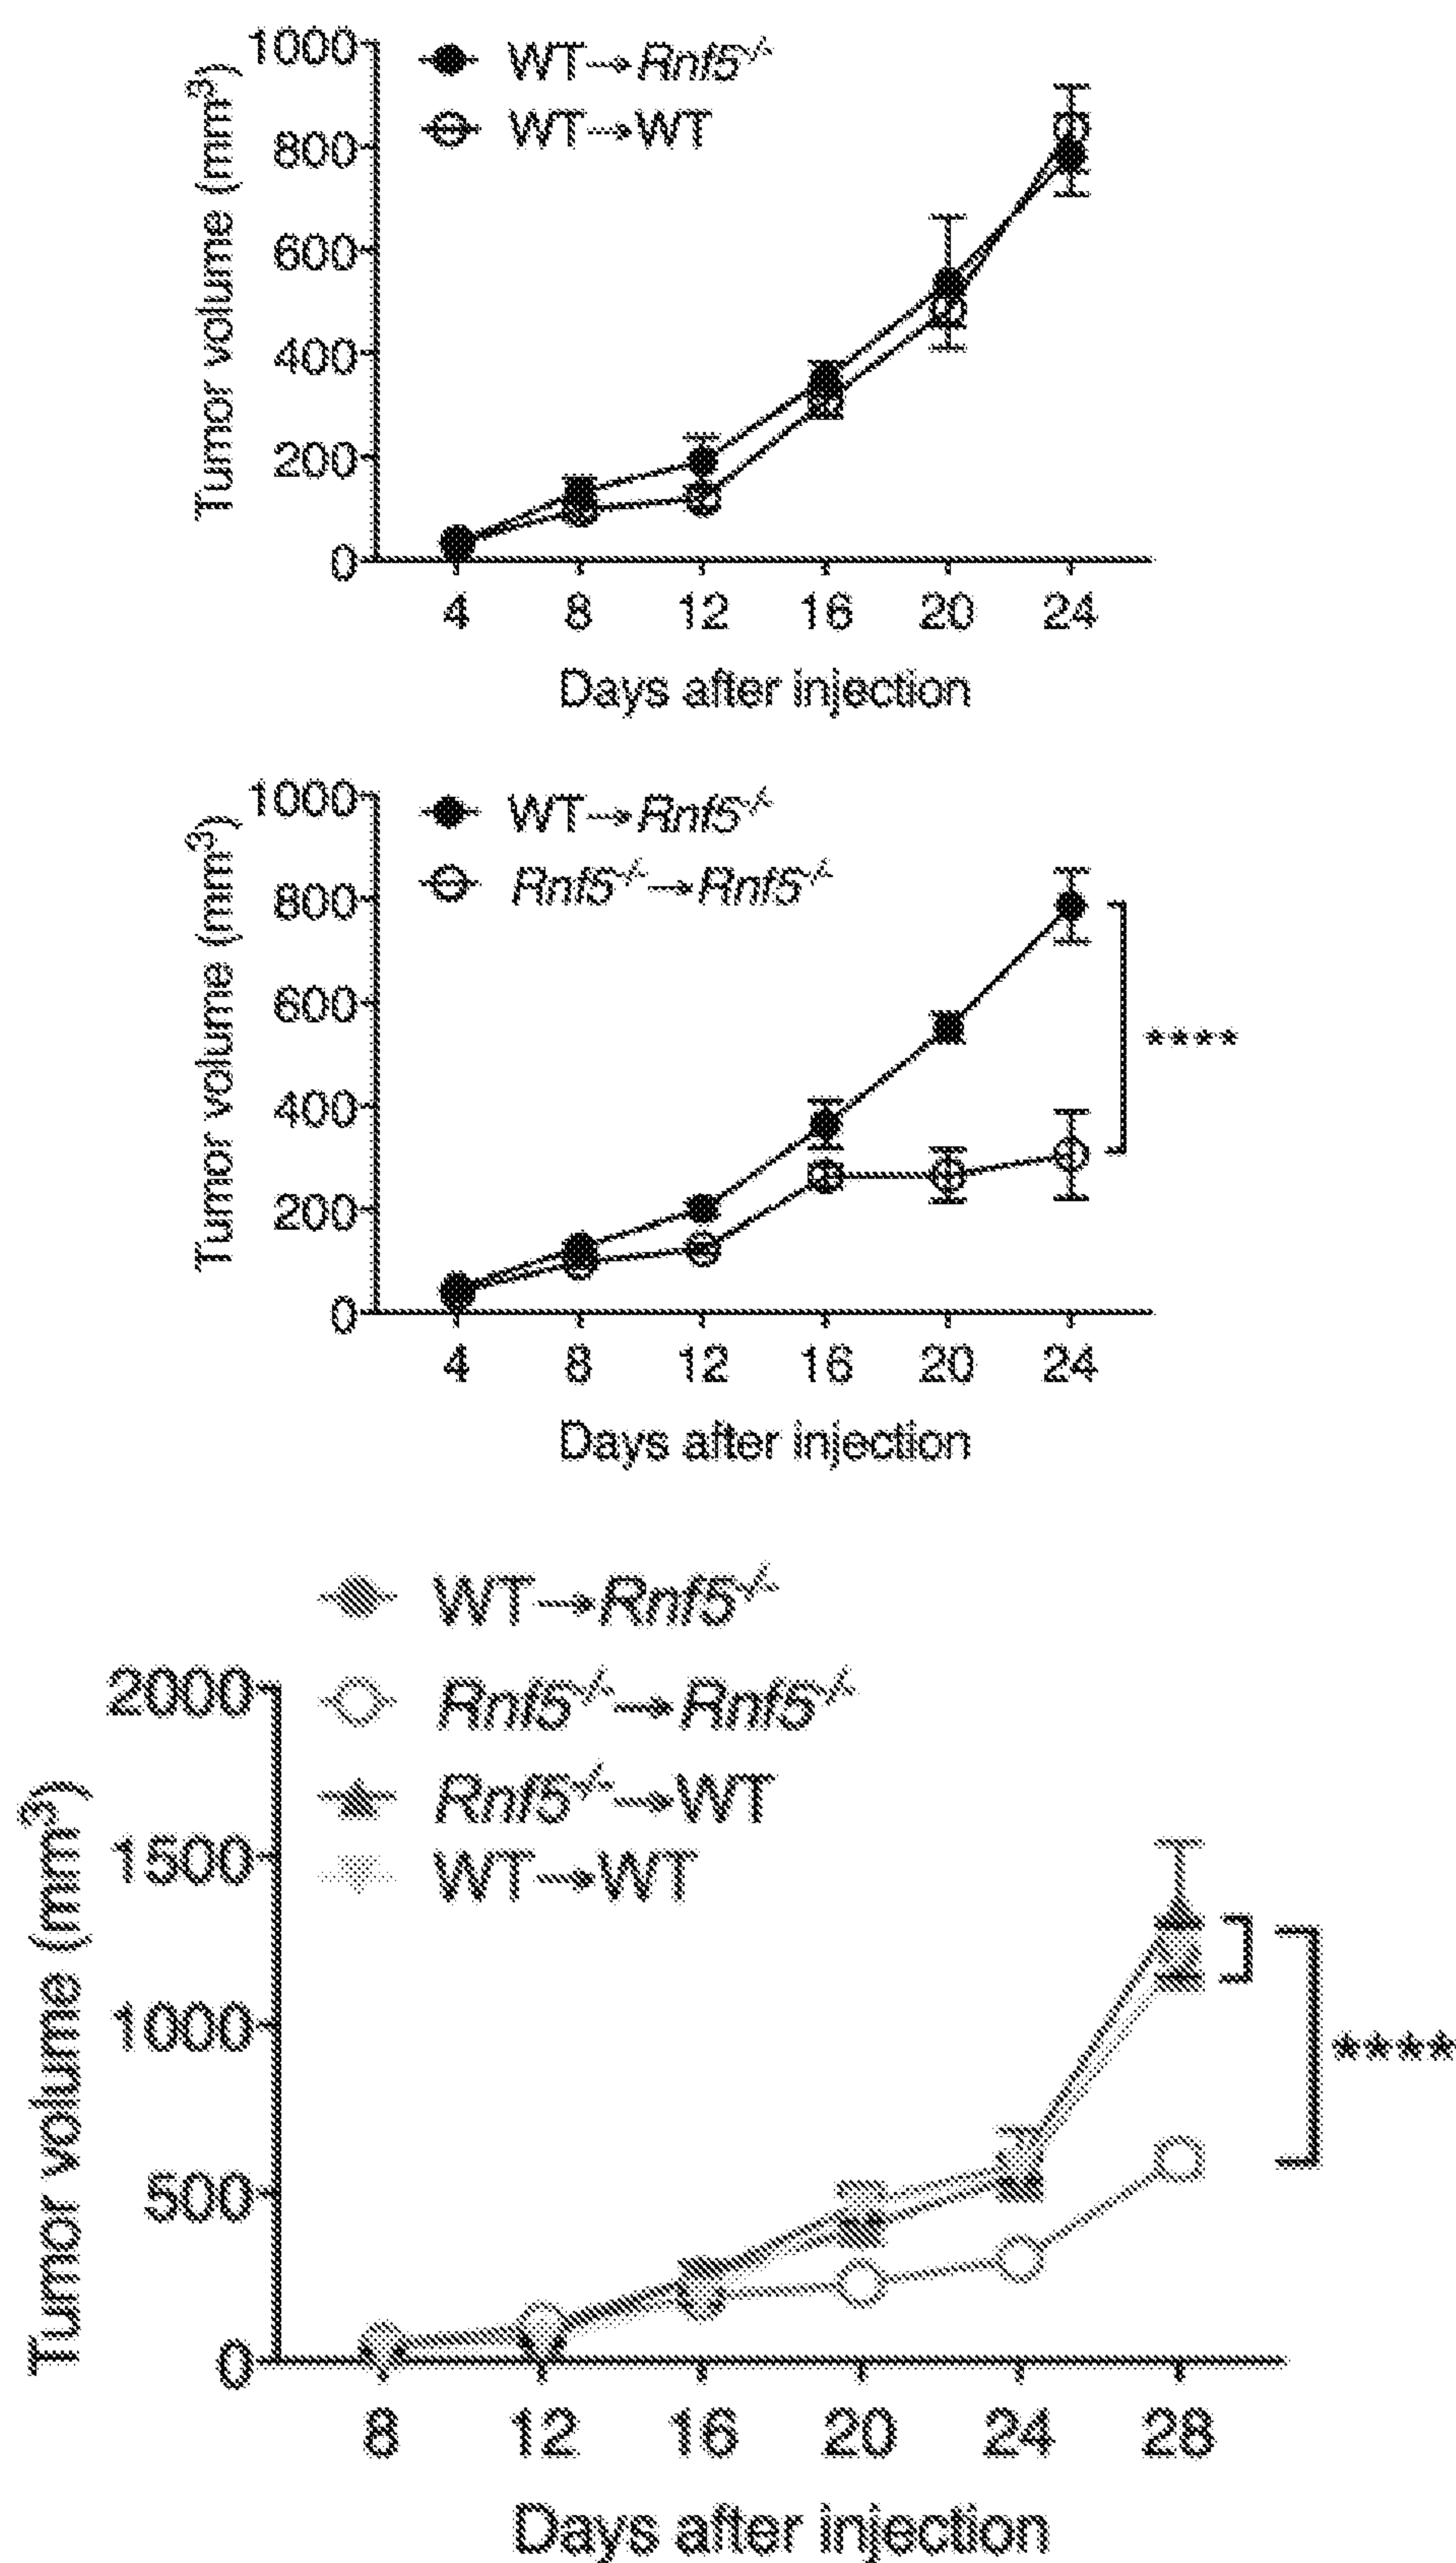 1000
WT→Rnf5-/-
WT→WT
800
600
400
200
0
4 8 12 16 20 24
Tumor volume (mm3)
Days after injection
1000
WT→Rnf5-/-
Rnf5-/-→Rnf5-/-
800
600
400
200
0
****
4 8 12 16 20 24
Tumor volume (mm3)
Days after injection
WT→Rnf5-/-
Rnf5-/-→Rnf5-/-
Rnf5-/-→WT
WT→WT
2000
1500
1000
500
0
****
8 12 16 20 24 28
Tumor volume (mm3)
Days after injection